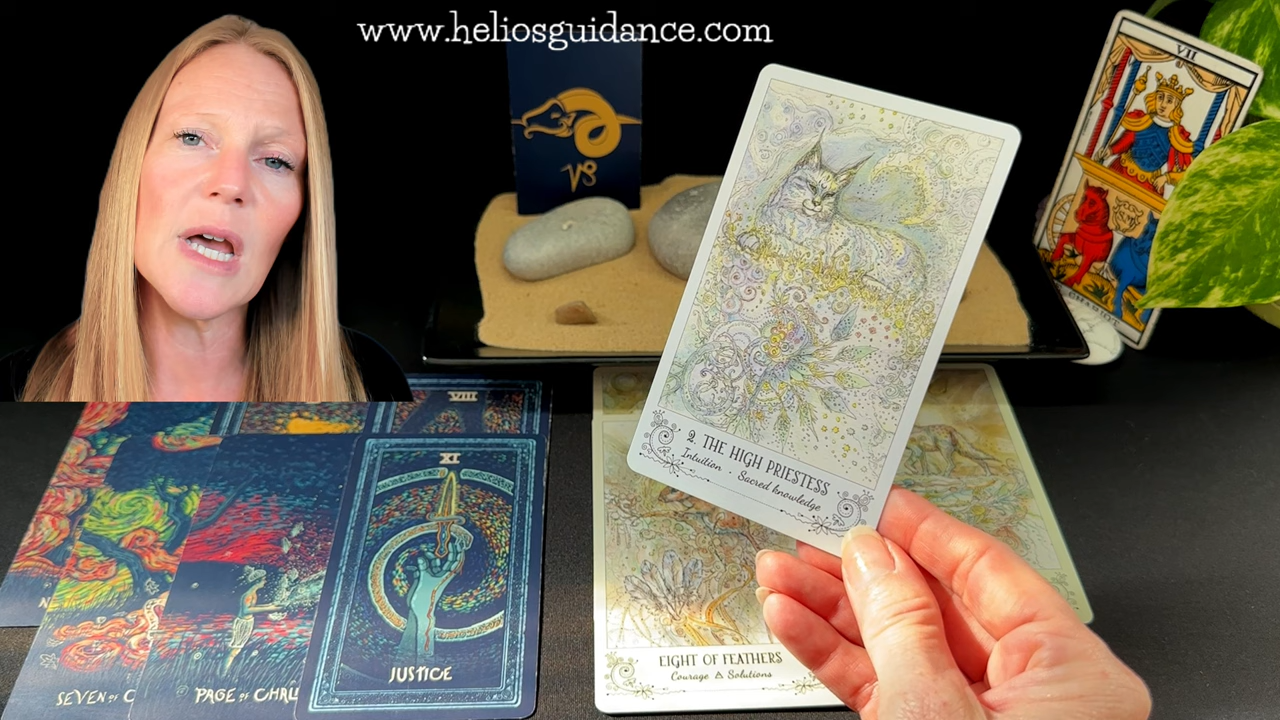 www.heliosguidance.com
VII
2. THE HIGH PRIESTESS
Intuition · Sacred knowledge
VIII
XI
SEVEN OF C
PAGE OF CHAL
JUSTICE
EIGHT OF FEATHERS
Courage & Solutions